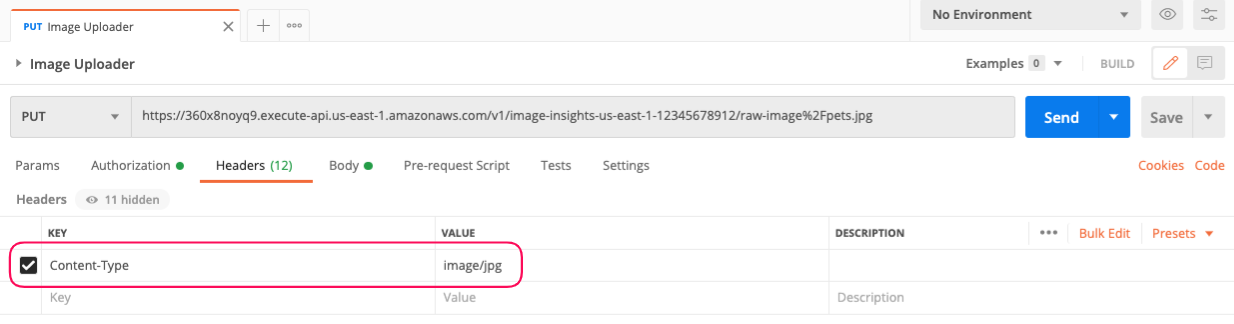 PUT Image Uploader
No Environment
Image Uploader
Examples 0
BUILD
PUT
https://360x8noyq9.execute-api.us-east-1.amazonaws.com/v1/image-insights-us-east-1-12345678912/raw-image%2Fpets.jpg
Send
Save
Params Authorization Headers (12) Body Pre-request Script Tests Settings Cookies Code
Headers 11 hidden
KEY VALUE DESCRIPTION Bulk Edit Presets
Content-Type image/jpg
Key Value Description